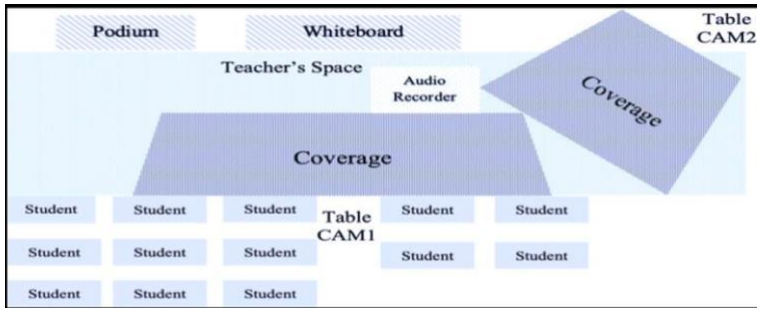 Podium
Whiteboard
Table
CAM2
Teacher's Space
Audio
Recorder
Coverage
Coverage
Student Student Student Table Student Student
CAM1
Student Student Student Student Student
Student Student Student